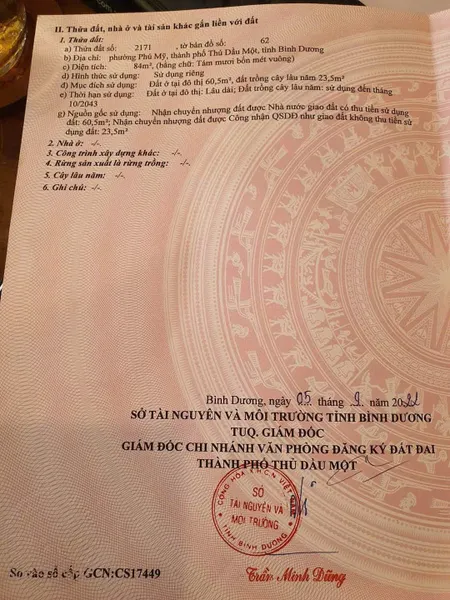 II. Thửa đất, nhà ở và tài sản khác gắn liền với đất
1. Thửa đất:
a) Thửa đất số: 2171 , tờ bản đồ số: 62
b) Địa chỉ: phường Phú Mỹ, thành phố Thủ Dầu Một, tỉnh Bình Dương
c) Diện tích: 84m², (bằng chữ: Tám mươi bốn mét vuông)
d) Hình thức sử dụng: Sử dụng riêng
đ) Mục đích sử dụng: Đất ở tại đô thị 60,5m², đất trồng cây lâu năm 23,5m²
e) Thời hạn sử dụng: Đất ở tại đô thị: Lâu dài; Đất trồng cây lâu năm: sử dụng đến tháng
10/2043
g) Nguồn gốc sử dụng: Nhận chuyển nhượng đất được Nhà nước giao đất có thu tiền sử dụng
đất: 60,5m²; Nhận chuyển nhượng đất được Công nhận QSDĐ như giao đất không thu tiền sử
dụng đất: 23,5m²
2. Nhà ở: -/-.
3. Công trình xây dựng khác: -/-.
4. Rừng sản xuất là rừng trồng: -/-.
5. Cây lâu năm: -/-.
6. Ghi chú: -/-.
Bình Dương, ngày 05 tháng 9 năm 2022
SỞ TÀI NGUYÊN VÀ MÔI TRƯỜNG TỈNH BÌNH DƯƠNG
TUQ. GIÁM ĐỐC
GIÁM ĐỐC CHI NHÁNH VĂN PHÒNG ĐĂNG KÝ ĐẤT ĐAI
THÀNH PHỐ THỦ DẦU MỘT
CỘNG HÒA X.H.C.N VIỆT NAM
SỞ
TÀI NGUYÊN VÀ
MÔI TRƯỜNG
TỈNH BÌNH DƯƠNG
Số vào sổ cấp GCN:CS17449
Trần Minh Dũng